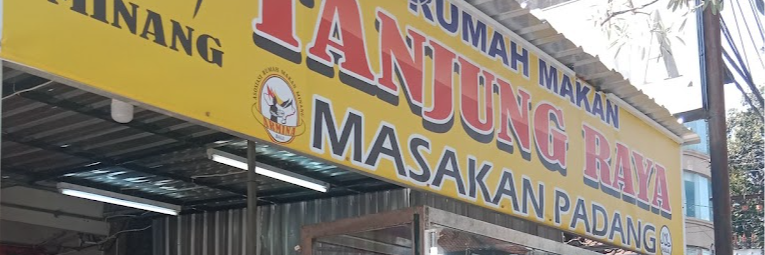 MINANG
RUMAH MAKAN
TANJUNG RAYA
MASAKAN PADANG